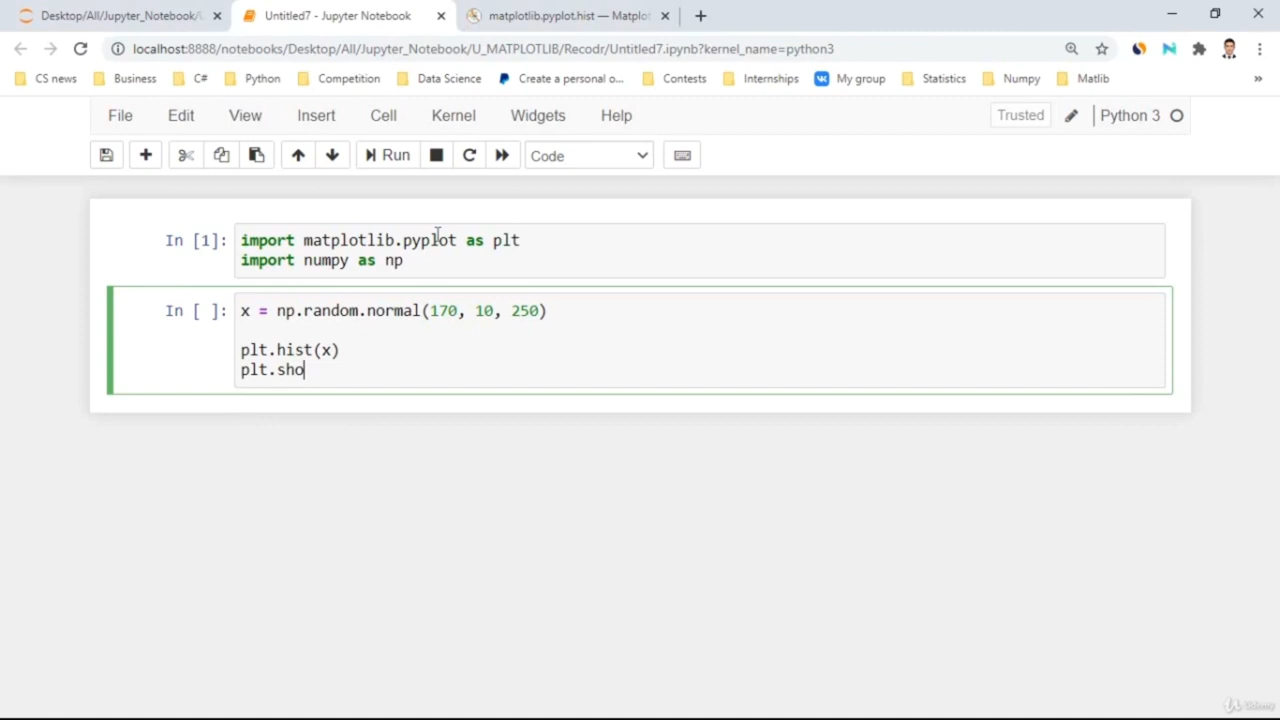 Desktop/All/Jupyter_Notebook/U
Untitled7 - Jupyter Notebook
matplotlib.pyplot.hist — Matplot
localhost:8888/notebooks/Desktop/All/Jupyter_Notebook/U_MATPLOTLIB/Recodr/Untitled7.ipynb?kernel_name=python3
CS news Business C# Python Competition Data Science Create a personal o... Contests Internships My group Statistics Numpy Matlib »
File Edit View Insert Cell Kernel Widgets Help Trusted Python 3
Run Code
In [1]: import matplotlib.pyplot as plt
import numpy as np
In [ ]: x = np.random.normal(170, 10, 250)
plt.hist(x)
plt.sho
Udemy